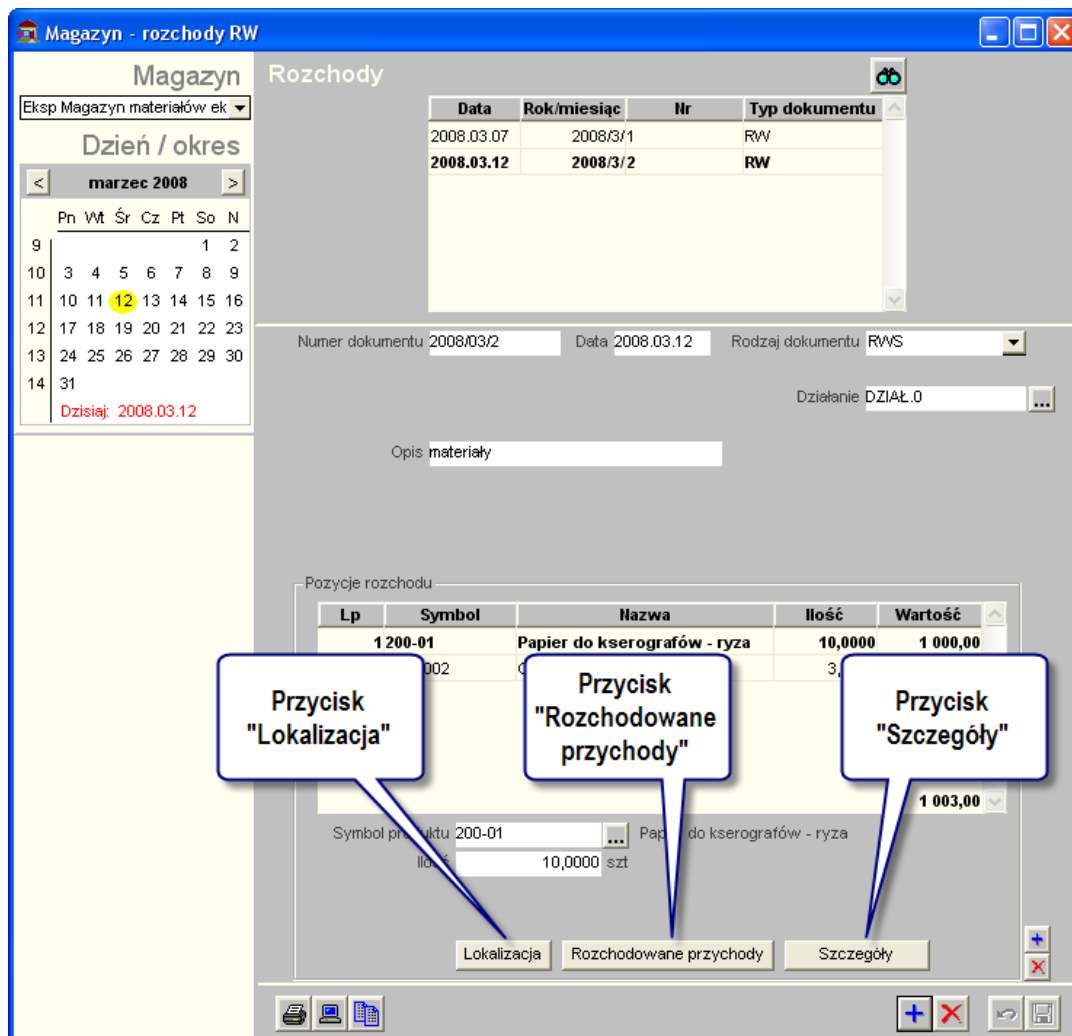 Magazyn - rozchody RW
Magazyn
Eksp Magazyn materiałów ek
Dzień / okres
< marzec 2008 >
Pn Wt Śr Cz Pt So N
9 1 2
10 3 4 5 6 7 8 9
11 10 11 12 13 14 15 16
12 17 18 19 20 21 22 23
13 24 25 26 27 28 29 30
14 31
Dzisiaj: 2008.03.12
Rozchody
Data Rok/miesiąc Nr Typ dokumentu
2008.03.07 2008/3/1 RW
2008.03.12 2008/3/2 RW
Numer dokumentu 2008/03/2 Data 2008.03.12 Rodzaj dokumentu RWS
Działanie DZIAŁ.0 ...
Opis materiały
Pozycje rozchodu
Lp Symbol Nazwa Ilość Wartość
1 200-01 Papier do kserografów - ryza 10,0000 1 000,00
002 3,
Przycisk
"Lokalizacja"
Przycisk
"Rozchodowane
przychody"
Przycisk
"Szczegóły"
1 003,00
Symbol produktu 200-01 ... Papier do kserografów - ryza
Ilość 10,0000 szt
Lokalizacja Rozchodowane przychody Szczegóły